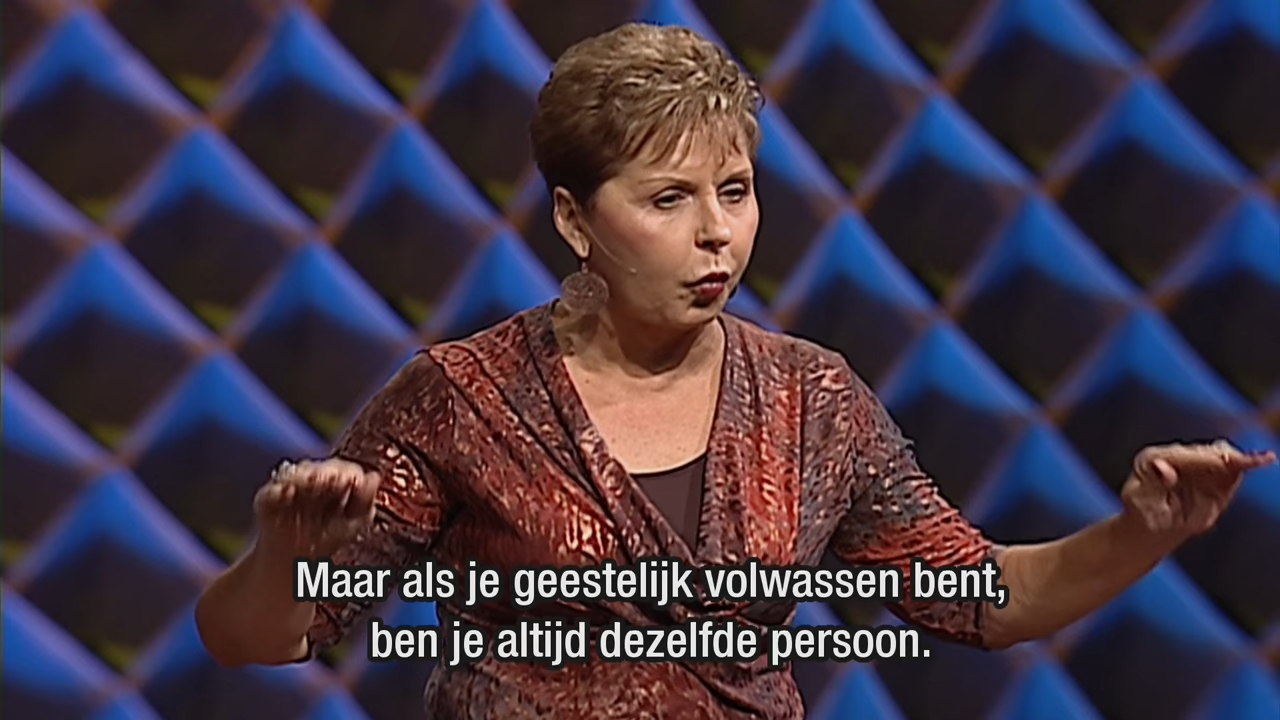 Maar als je geestelijk volwassen bent,
ben je altijd dezelfde persoon.